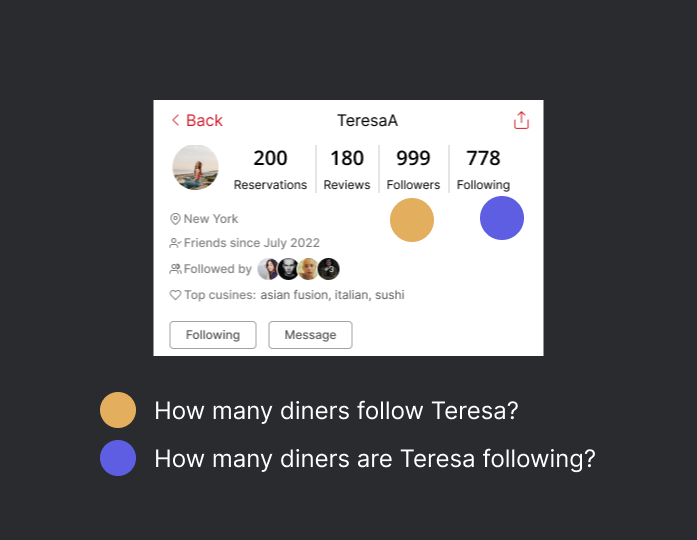 Back TeresaA
200 180 999 778
Reservations Reviews Followers Following
New York
Friends since July 2022
Followed by +3
Top cusines: asian fusion, italian, sushi
Following Message
How many diners follow Teresa?
How many diners are Teresa following?